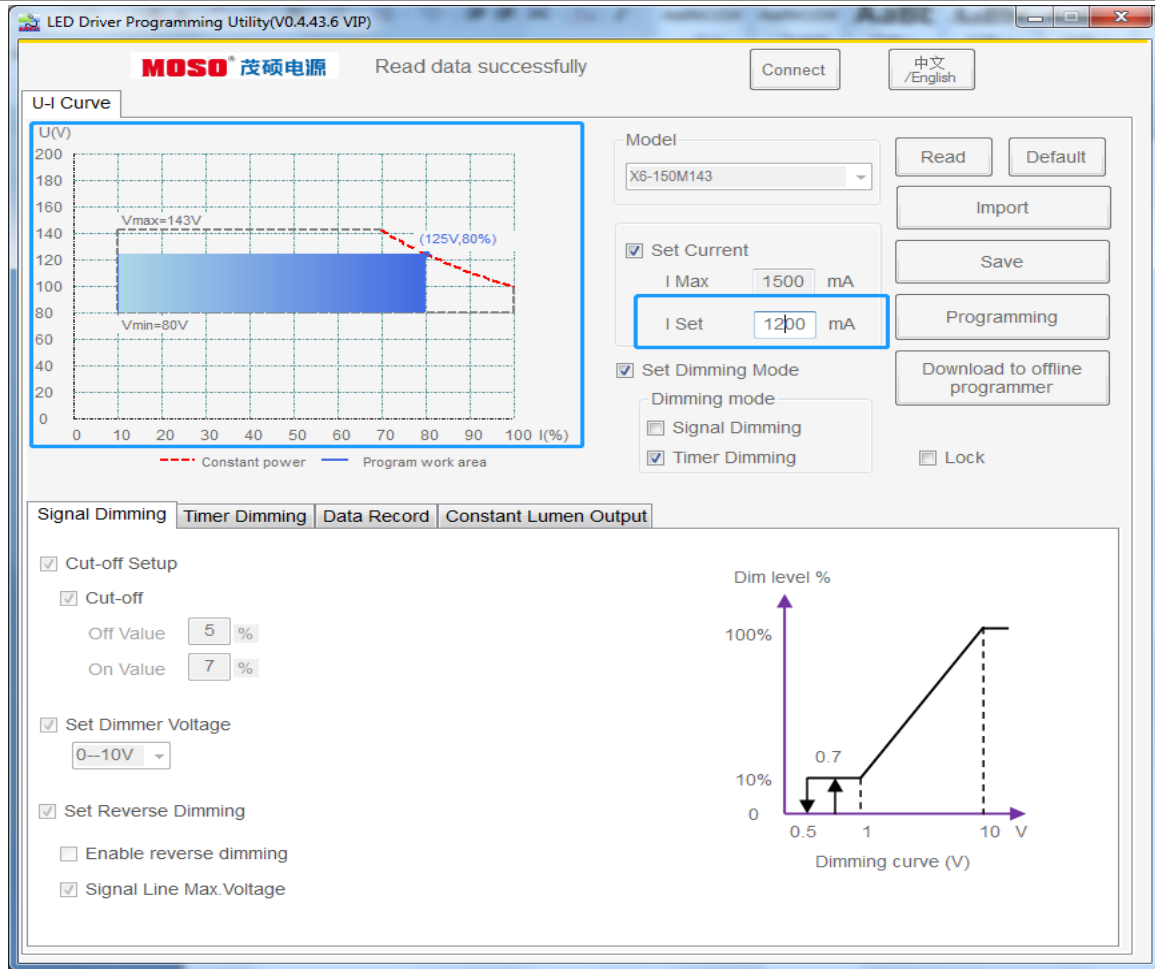 LED Driver Programming Utility(V0.4.43.6 VIP)
MOSO® 茂硕电源
Read data successfully
Connect
中文
/English
U-I Curve
U(V)
200
180
160
140
120
100
80
60
40
20
0
Vmax=143V
(125V,80%)
Vmin=80V
0 10 20 30 40 50 60 70 80 90 100 I(%)
Constant power
Program work area
Model
X6-150M143
Set Current
I Max 1500 mA
I Set 1200 mA
Set Dimming Mode
Dimming mode
Signal Dimming
Timer Dimming
Read
Default
Import
Save
Programming
Download to offline
programmer
Lock
Signal Dimming
Timer Dimming
Data Record
Constant Lumen Output
Cut-off Setup
Cut-off
Off Value 5 %
On Value 7 %
Set Dimmer Voltage
0--10V
Set Reverse Dimming
Enable reverse dimming
Signal Line Max.Voltage
Dim level %
100%
0.7
10%
0
0.5 1 10 V
Dimming curve (V)